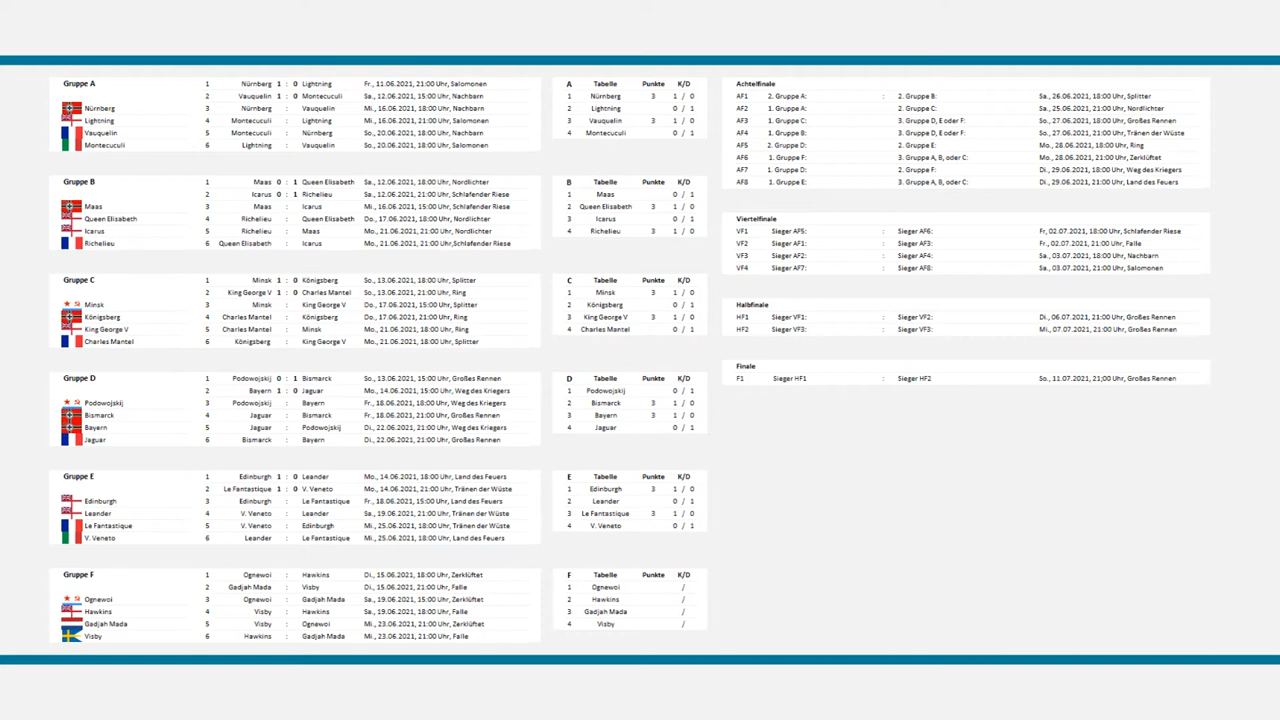 Gruppe A
1 Nürnberg 1 : 0 Lightning Fr., 11.06.2021, 21:00 Uhr, Salomonen
2 Vauquelin 1 : 0 Montecuculi Sa., 12.06.2021, 15:00 Uhr, Nachbarn
Nürnberg 3 Nürnberg : Vauquelin Mi., 16.06.2021, 18:00 Uhr, Nachbarn
Lightning 4 Montecuculi : Lightning Mi., 16.06.2021, 21:00 Uhr, Salomonen
Vauquelin 5 Montecuculi : Nürnberg So., 20.06.2021, 18:00 Uhr, Nachbarn
Montecuculi 6 Lightning : Vauquelin So., 20.06.2021, 18:00 Uhr, Salomonen
Gruppe B
1 Maas 0 : 1 Queen Elisabeth Sa., 12.06.2021, 18:00 Uhr, Nordlichter
2 Icarus 0 : 1 Richelieu Sa., 12.06.2021, 21:00 Uhr, Schlafender Riese
Maas 3 Maas : Icarus Mi., 16.06.2021, 15:00 Uhr, Schlafender Riese
Queen Elisabeth 4 Richelieu : Queen Elisabeth Do., 17.06.2021, 18:00 Uhr, Nordlichter
Icarus 5 Richelieu : Maas Mo., 21.06.2021, 21:00 Uhr, Nordlichter
Richelieu 6 Queen Elisabeth : Icarus Mo., 21.06.2021, 21:00 Uhr,Schlafender Riese
Gruppe C
1 Minsk 1 : 0 Königsberg So., 13.06.2021, 18:00 Uhr, Splitter
2 King George V 1 : 0 Charles Mantel So., 13.06.2021, 21:00 Uhr, Ring
Minsk 3 Minsk : King George V Do., 17.06.2021, 15:00 Uhr, Splitter
Königsberg 4 Charles Mantel : Königsberg Do., 17.06.2021, 21:00 Uhr, Ring
King George V 5 Charles Mantel : Minsk Mo., 21.06.2021, 18:00 Uhr, Ring
Charles Mantel 6 Königsberg : King George V Mo., 21.06.2021, 18:00 Uhr, Splitter
Gruppe D
1 Podowojskij 0 : 1 Bismarck So., 13.06.2021, 15:00 Uhr, Großes Rennen
2 Bayern 1 : 0 Jaguar Mo., 14.06.2021, 15:00 Uhr, Weg des Kriegers
Podowojskij 3 Podowojskij : Bayern Fr., 18.06.2021, 18:00 Uhr, Weg des Kriegers
Bismarck 4 Jaguar : Bismarck Fr., 18.06.2021, 21:00 Uhr, Großes Rennen
Bayern 5 Jaguar : Podowojskij Di., 22.06.2021, 21:00 Uhr, Weg des Kriegers
Jaguar 6 Bismarck : Bayern Di., 22.06.2021, 21:00 Uhr, Großes Rennen
Gruppe E
1 Edinburgh 1 : 0 Leander Mo., 14.06.2021, 18:00 Uhr, Land des Feuers
2 Le Fantastique 1 : 0 V. Veneto Mo., 14.06.2021, 21:00 Uhr, Tränen der Wüste
Edinburgh 3 Edinburgh : Le Fantastique Fr., 18.06.2021, 15:00 Uhr, Land des Feuers
Leander 4 V. Veneto : Leander Sa., 19.06.2021, 21:00 Uhr, Tränen der Wüste
Le Fantastique 5 V. Veneto : Edinburgh Mi., 25.06.2021, 18:00 Uhr, Tränen der Wüste
V. Veneto 6 Leander : Le Fantastique Mi., 25.06.2021, 18:00 Uhr, Land des Feuers
Gruppe F
1 Ognewoi : Hawkins Di., 15.06.2021, 18:00 Uhr, Zerklüftet
2 Gadjah Mada : Visby Di., 15.06.2021, 21:00 Uhr, Falle
Ognewoi 3 Ognewoi : Gadjah Mada Sa., 19.06.2021, 15:00 Uhr, Zerklüftet
Hawkins 4 Visby : Hawkins Sa., 19.06.2021, 18:00 Uhr, Falle
Gadjah Mada 5 Visby : Ognewoi Mi., 23.06.2021, 21:00 Uhr, Zerklüftet
Visby 6 Hawkins : Gadjah Mada Mi., 23.06.2021, 21:00 Uhr, Falle
A Tabelle Punkte K/D
1 Nürnberg 3 1 / 0
2 Lightning 0 / 1
3 Vauquelin 3 1 / 0
4 Montecuculi 0 / 1
B Tabelle Punkte K/D
1 Maas 0 / 1
2 Queen Elisabeth 3 1 / 0
3 Icarus 0 / 1
4 Richelieu 3 1 / 0
C Tabelle Punkte K/D
1 Minsk 3 1 / 0
2 Königsberg 0 / 1
3 King George V 3 1 / 0
4 Charles Mantel 0 / 1
D Tabelle Punkte K/D
1 Podowojskij 0 / 1
2 Bismarck 3 1 / 0
3 Bayern 3 1 / 0
4 Jaguar 0 / 1
E Tabelle Punkte K/D
1 Edinburgh 3 1 / 0
2 Leander 0 / 1
3 Le Fantastique 3 1 / 0
4 V. Veneto 0 / 1
F Tabelle Punkte K/D
1 Ognewoi /
2 Hawkins /
3 Gadjah Mada /
4 Visby /
Achtelfinale
AF1 2. Gruppe A: : 2. Gruppe B: Sa., 26.06.2021, 18:00 Uhr, Splitter
AF2 1. Gruppe A: 2. Gruppe C: Sa., 25.06.2021, 21:00 Uhr, Nordlichter
AF3 1. Gruppe C: 3. Gruppe D, E oder F: So., 27.06.2021, 18:00 Uhr, Großes Rennen
AF4 1. Gruppe B: 3. Gruppe D, E oder F: So., 27.06.2021, 21:00 Uhr, Tränen der Wüste
AF5 2. Gruppe D: 2. Gruppe E: Mo., 28.06.2021, 18:00 Uhr, Ring
AF6 1. Gruppe F: 3. Gruppe A, B, oder C: Mo., 28.06.2021, 21:00 Uhr, Zerklüftet
AF7 1. Gruppe D: 2. Gruppe F: Di., 29.06.2021, 18:00 Uhr, Weg des Kriegers
AF8 1. Gruppe E: 3. Gruppe A, B, oder C: Di., 29.06.2021, 21:00 Uhr, Land des Feuers
Viertelfinale
VF1 Sieger AF5: : Sieger AF6: Fr, 02.07.2021, 18:00 Uhr, Schlafender Riese
VF2 Sieger AF1: : Sieger AF3: Fr., 02.07.2021, 21:00 Uhr, Falle
VF3 Sieger AF2: : Sieger AF4: Sa., 03.07.2021, 18:00 Uhr, Nachbarn
VF4 Sieger AF7: : Sieger AF8: Sa., 03.07.2021, 21:00 Uhr, Salomonen
Halbfinale
HF1 Sieger VF1: : Sieger VF2: Di., 06.07.2021, 21:00 Uhr, Großes Rennen
HF2 Sieger VF3: : Sieger VF3: Mi., 07.07.2021, 21:00 Uhr, Großes Rennen
Finale
F1 Sieger HF1 : Sieger HF2 So., 11.07.2021, 21;00 Uhr, Großes Rennen